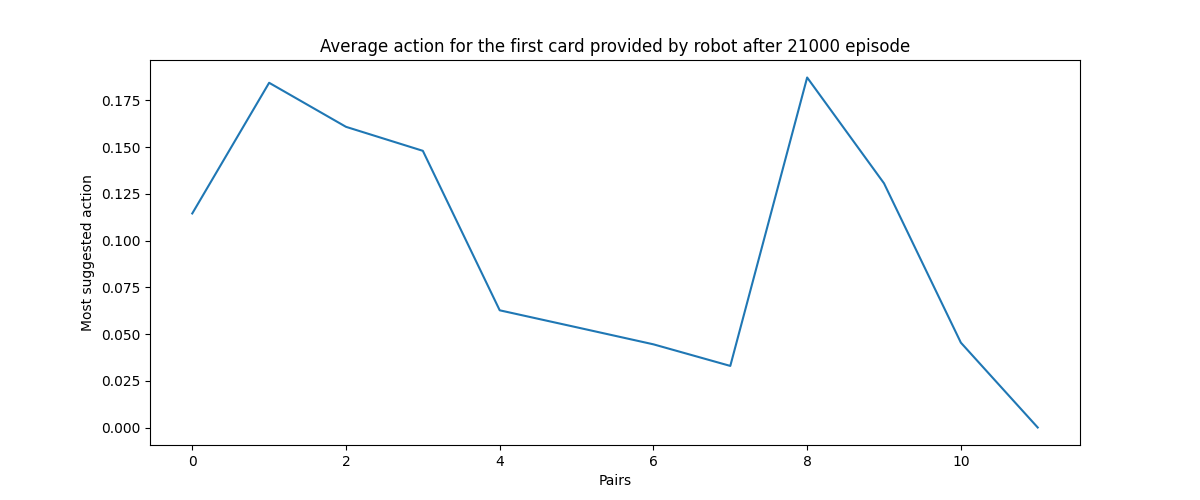 Average action for the first card provided by robot after 21000 episode
Most suggested action
0.175
0.150
0.125
0.100
0.075
0.050
0.025
0.000
0 2 4 6 8 10
Pairs